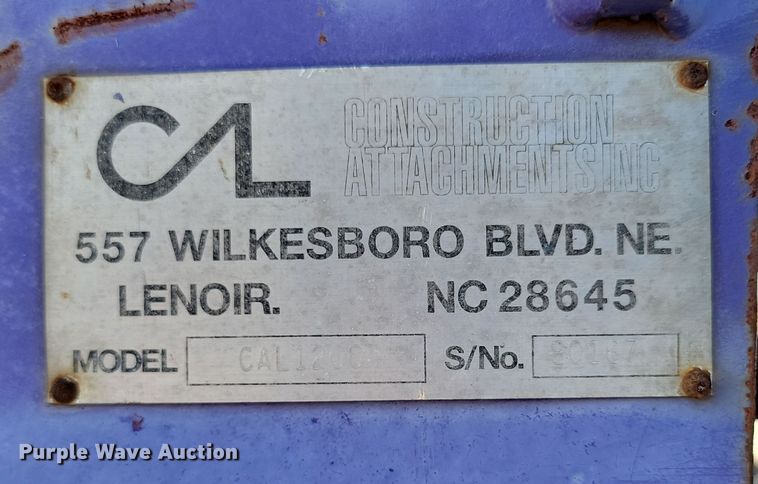 CAL
CONSTRUCTION
ATTACHMENTS INC
557 WILKESBORO BLVD. NE.
LENOIR. NC 28645
MODEL S/No.
Purple Wave Auction